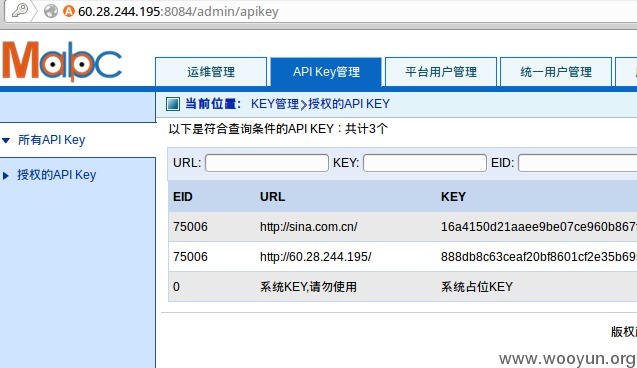 60.28.244.195:8084/admin/apikey
Mapc
运维管理 API Key管理 平台用户管理 统一用户管理
当前位置: KEY管理>授权的API KEY
所有API Key
授权的API Key
以下是符合查询条件的API KEY：共计3个
URL: KEY: EID:
EID URL KEY
75006 http://sina.com.cn/ 16a4150d21aaee9be07ce960b867
75006 http://60.28.244.195/ 888db8c63ceaf20bf8601cf2e35b69
0 系统KEY,请勿使用 系统占位KEY
www.wooyun.org